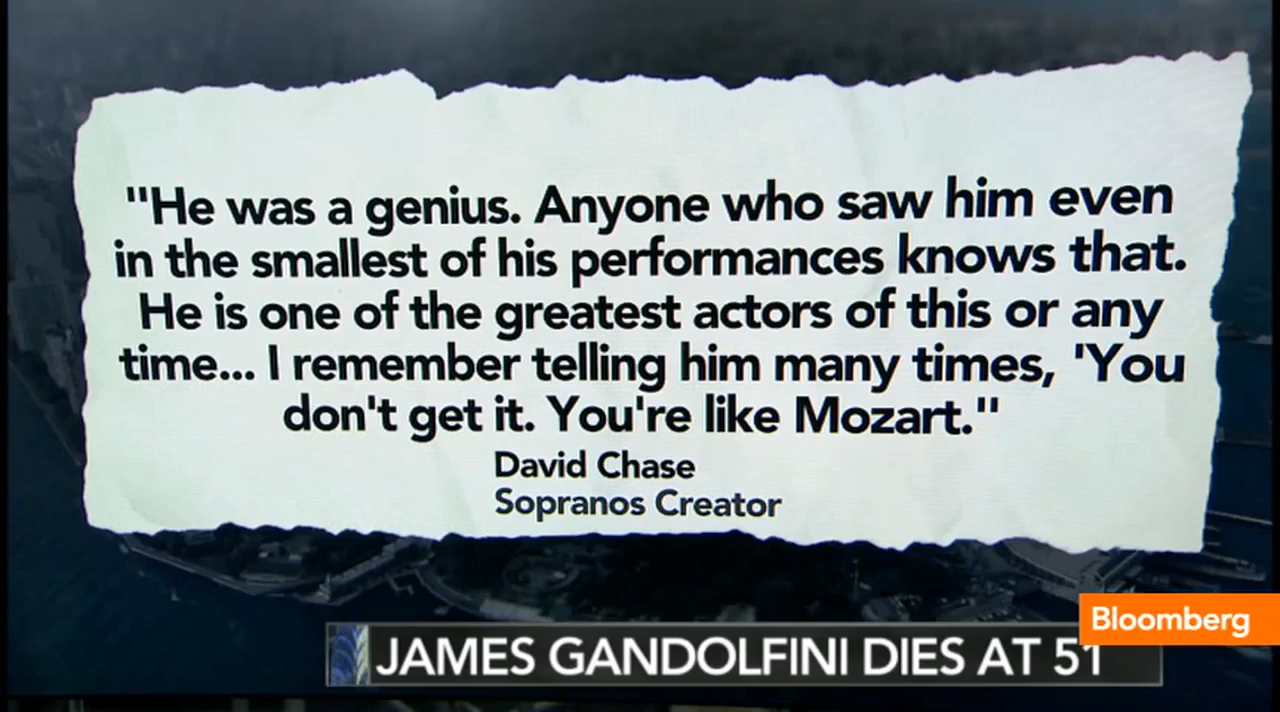 "He was a genius. Anyone who saw him even
in the smallest of his performances knows that.
He is one of the greatest actors of this or any
time... I remember telling him many times, 'You
don't get it. You're like Mozart."
David Chase
Sopranos Creator
Bloomberg
JAMES GANDOLFINI DIES AT 51